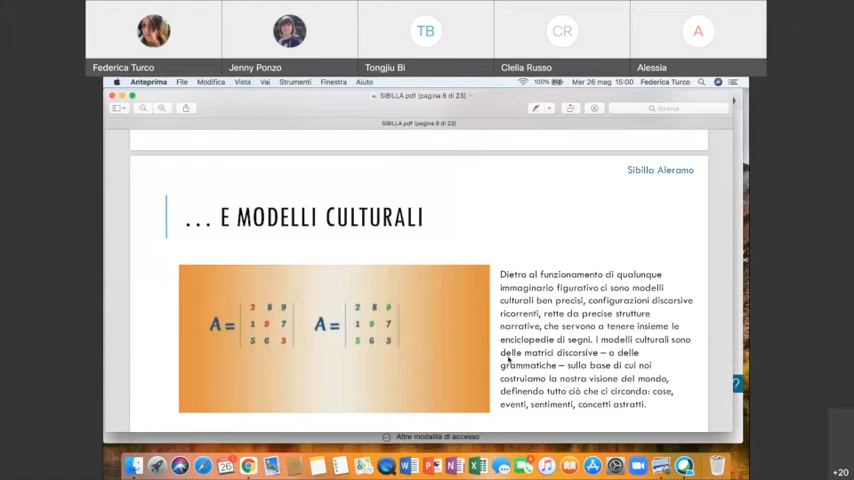 TB
CR
A
Federica Turco
Jenny Ponzo
Tongjiu Bi
Clelia Russo
Alessia
Anteprima File Modifica Vista Vai Strumenti Finestra Aiuto 100% Mer 26 mag 15:00 Federica Turco
SIBILLA.pdf (pagina 8 di 23)
Ricerca
SIBILLA.pdf (pagina 8 di 23)
Sibilla Aleramo
... E MODELLI CULTURALI
A = 2 8 9
1 9 7
5 6 3
A = 2 8 9
1 9 7
5 6 3
Dietro al funzionamento di qualunque
immaginario figurativo ci sono modelli
culturali ben precisi, configurazioni discorsive
ricorrenti, rette da precise strutture
narrative, che servono a tenere insieme le
enciclopedie di segni. I modelli culturali sono
delle matrici discorsive – o delle
grammatiche – sulla base di cui noi
costruiamo la nostra visione del mondo,
definendo tutto ciò che ci circonda: cose,
eventi, sentimenti, concetti astratti.
?
Altre modalità di accesso
26
+20